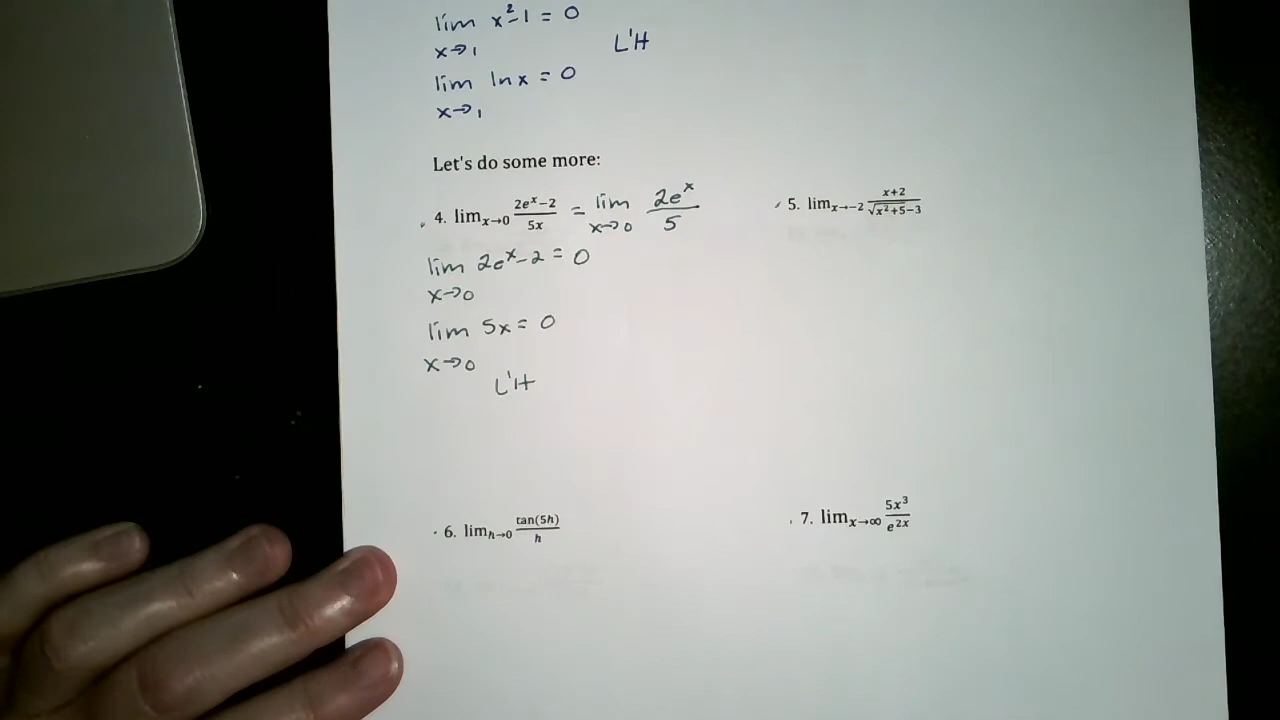 lim x²-1 = 0
x→1
L'H
lim ln x = 0
x→1
Let's do some more:
4. lim_{x→0} (2e^x−2)/(5x) = lim_{x→0} 2e^x/5
lim 2e^x-2 = 0
x→0
lim 5x = 0
x→0
L'H
5. lim_{x→−2} (x+2)/(√(x²+5)−3)
6. lim_{h→0} tan(5h)/h
7. lim_{x→∞} 5x³/e^{2x}